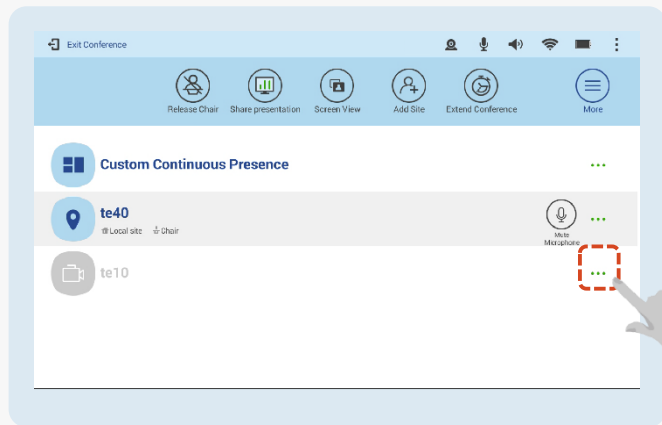 Exit Conference
Release Chair Share presentation Screen View Add Site Extend Conference More
Custom Continuous Presence
te40
Local site Chair
Mute
Microphone
te10